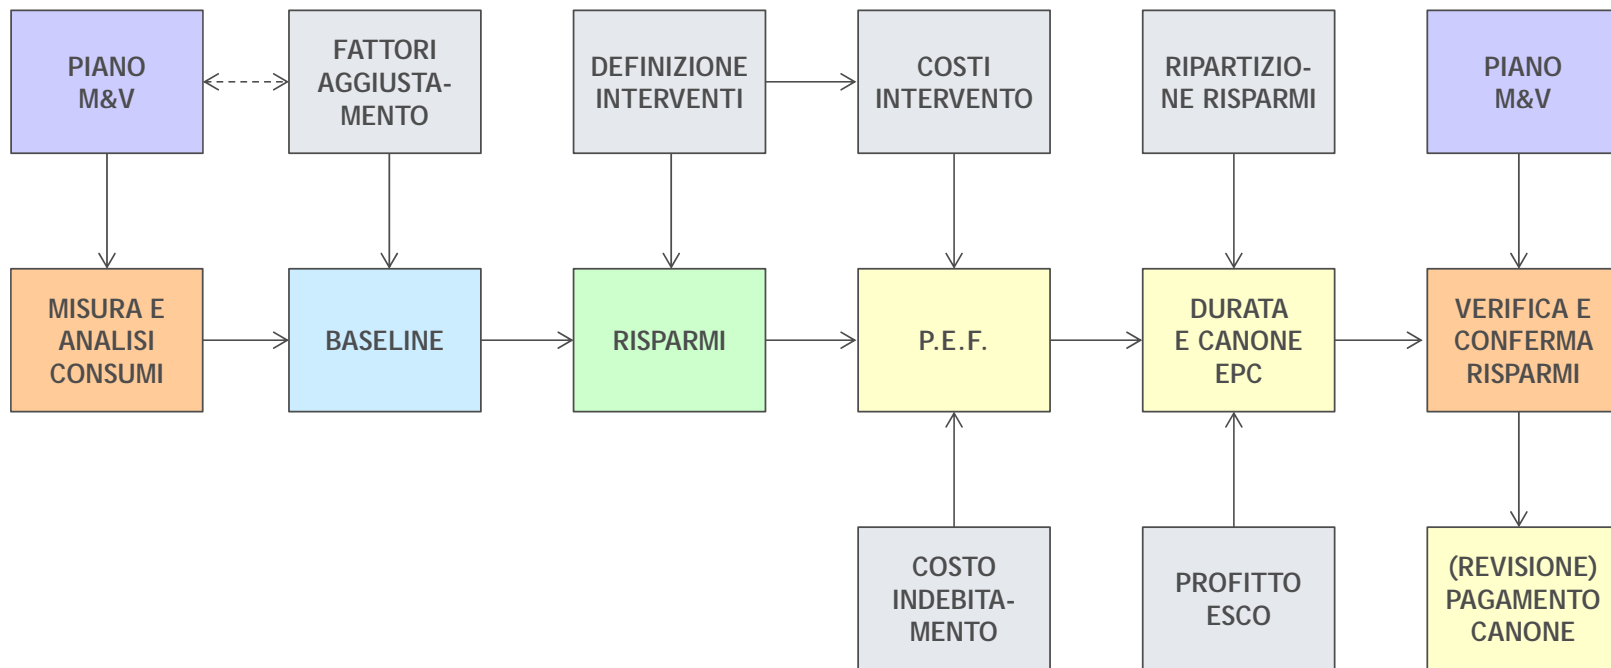 PIANO
M&V
FATTORI
AGGIUSTA-
MENTO
DEFINIZIONE
INTERVENTI
COSTI
INTERVENTO
RIPARTIZIO-
NE RISPARMI
PIANO
M&V
MISURA E
ANALISI
CONSUMI
BASELINE
RISPARMI
P.E.F.
DURATA
E CANONE
EPC
VERIFICA E
CONFERMA
RISPARMI
COSTO
INDEBITA-
MENTO
PROFITTO
ESCO
(REVISIONE)
PAGAMENTO
CANONE